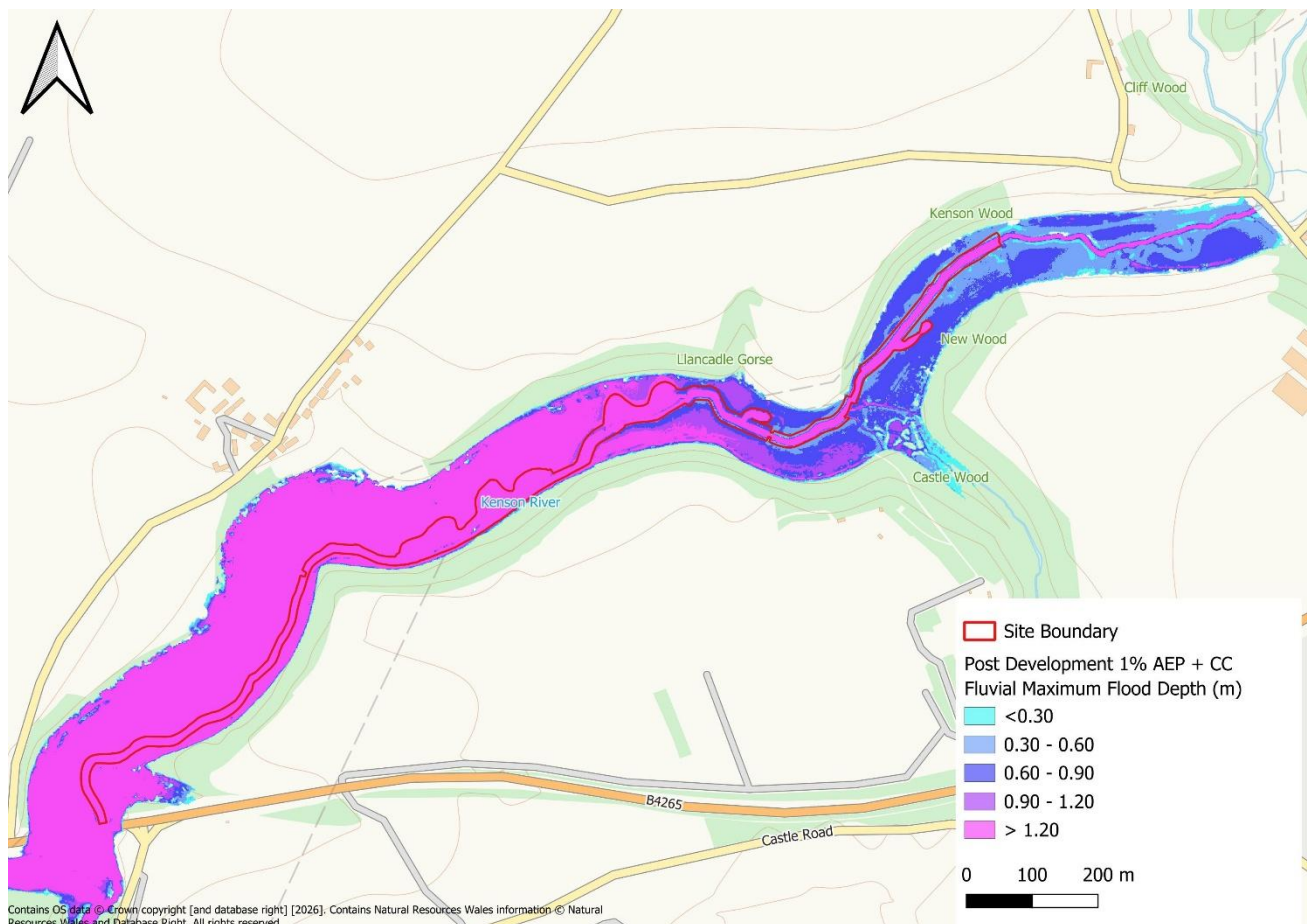 Cliff Wood
Kenson Wood
New Wood
Llancadle Gorse
Castle Wood
Kenson River
B4265
Castle Road
Site Boundary
Post Development 1% AEP + CC
Fluvial Maximum Flood Depth (m)
<0.30
0.30 - 0.60
0.60 - 0.90
0.90 - 1.20
> 1.20
0 100 200 m
Contains OS data © Crown copyright [and database right] [2026]. Contains Natural Resources Wales information © Natural
Resources Wales and Database Right. All rights reserved